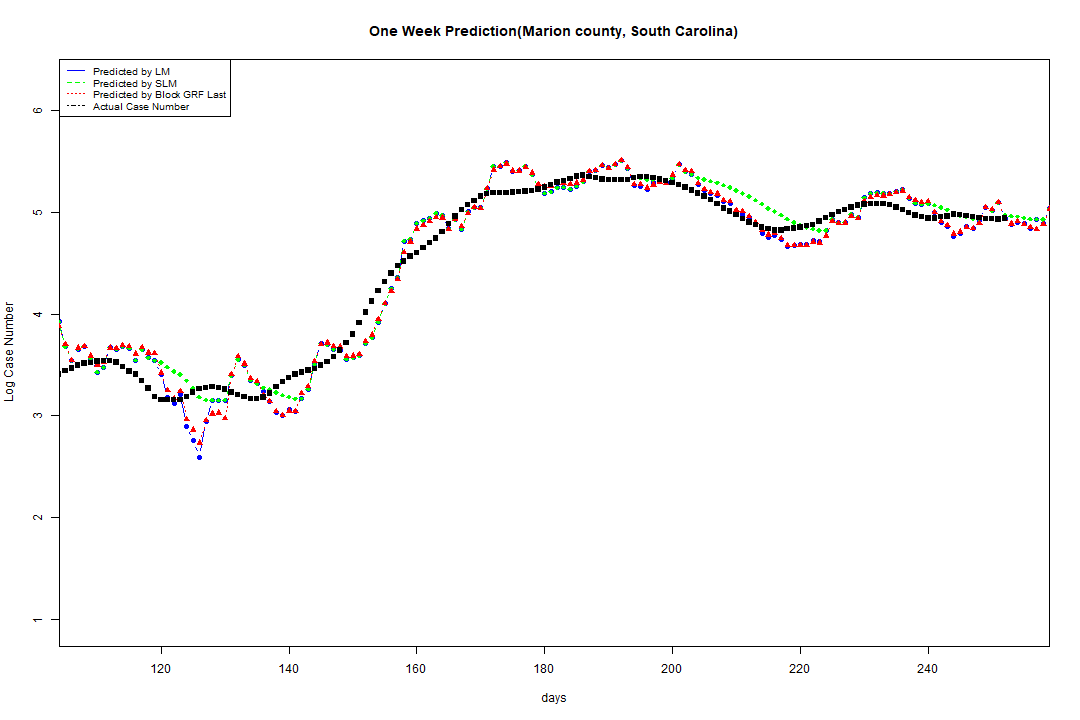 One Week Prediction(Marion county, South Carolina)
Predicted by LM
Predicted by SLM
Predicted by Block GRF Last
Actual Case Number
6
5
4
3
2
1
Log Case Number
120 140 160 180 200 220 240
days